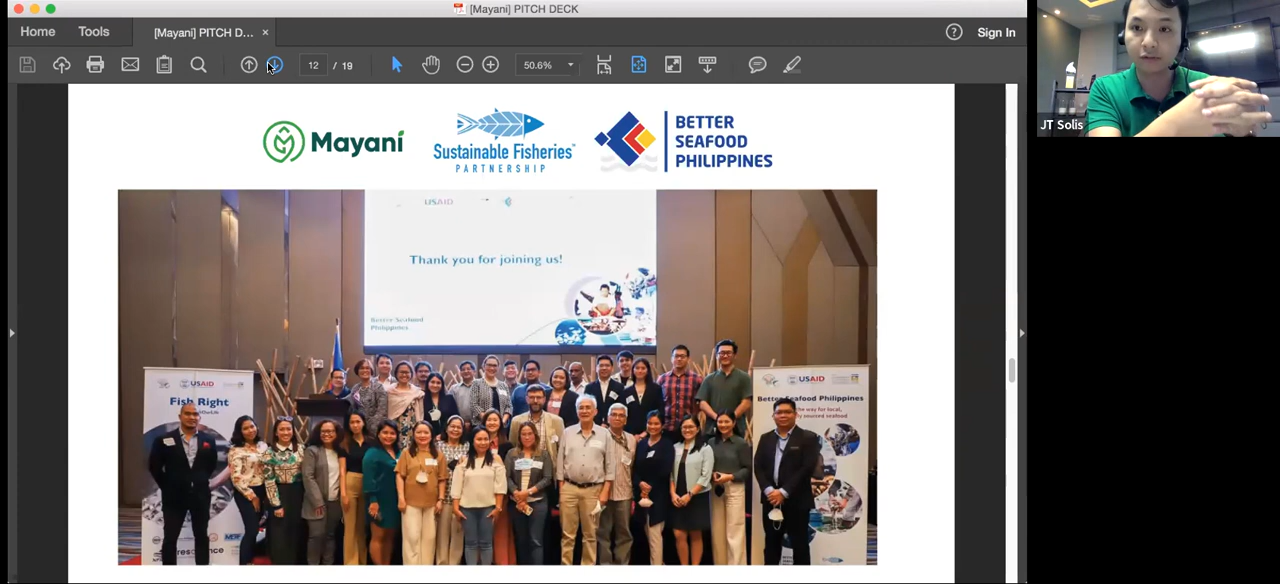 [Mayani] PITCH DECK
Home
Tools
[Mayani] PITCH D... ×
Sign In
12 / 19
50.6%
JT Solis
Mayaní
Sustainable Fisheries
PARTNERSHIP
BETTER
SEAFOOD
PHILIPPINES
USAID
Thank you for joining us!
Better Seafood
Philippines
USAID
Fish Right
USAID
Better Seafood Philippines